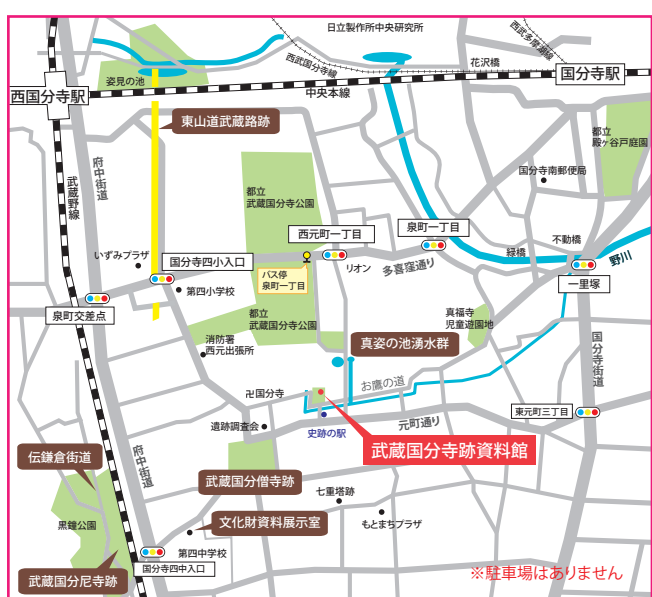 日立製作所中央研究所
西武国分寺線
西武多摩湖線
花沢橋
姿見の池
西国分寺駅
国分寺駅
中央本線
東山道武蔵路跡
都立
殿ヶ谷戸庭園
府中街道
武蔵野線
国分寺南郵便局
都立
武蔵国分寺公園
西元町一丁目
泉町一丁目
不動橋
緑橋
野川
いずみプラザ
国分寺四小入口
バス停
泉町一丁目
リオン
多喜窪通り
一里塚
第四小学校
泉町交差点
都立
武蔵国分寺公園
真福寺
児童遊園地
消防署
西元出張所
真姿の池湧水群
国分寺街道
お鷹の道
卍国分寺
東元町三丁目
遺跡調査会
史跡の駅
元町通り
武蔵国分寺跡資料館
伝鎌倉街道
府中街道
武蔵国分僧寺跡
七重塔跡
黒鐘公園
文化財資料展示室
もとまちプラザ
第四中学校
国分寺四中入口
武蔵国分尼寺跡
※駐車場はありません